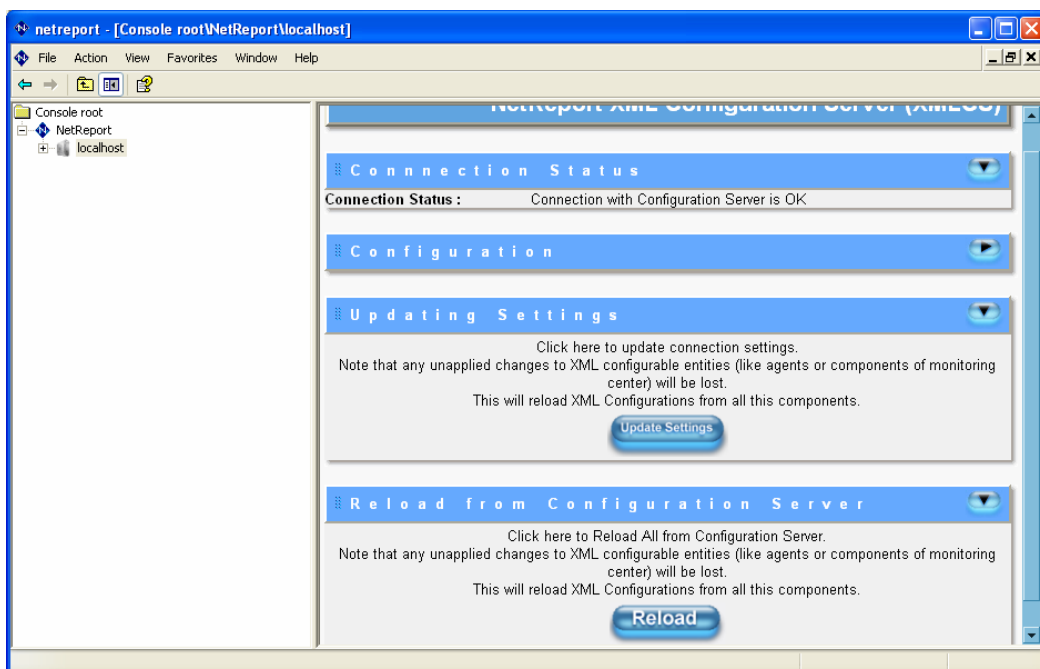 netreport - [Console root\NetReport\localhost]
File Action View Favorites Window Help
Console root
NetReport
localhost
NetReport XML Configuration Server (XMLCS)
Connnection Status
Connection Status : Connection with Configuration Server is OK
Configuration
Updating Settings
Click here to update connection settings.
Note that any unapplied changes to XML configurable entities (like agents or components of monitoring
center) will be lost.
This will reload XML Configurations from all this components.
Update Settings
Reload from Configuration Server
Click here to Reload All from Configuration Server.
Note that any unapplied changes to XML configurable entities (like agents or components of monitoring
center) will be lost.
This will reload XML Configurations from all this components.
Reload